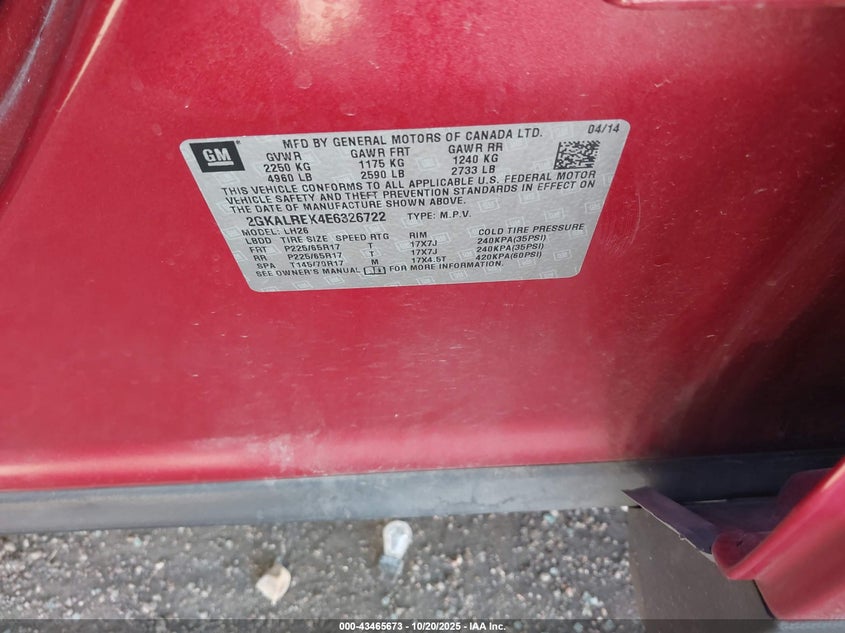 GM
MFD BY GENERAL MOTORS OF CANADA LTD. 04/14
GVWR GAWR FRT GAWR RR
2250 KG 1175 KG 1240 KG
4960 LB 2590 LB 2733 LB
THIS VEHICLE CONFORMS TO ALL APPLICABLE U.S. FEDERAL MOTOR
VEHICLE SAFETY AND THEFT PREVENTION STANDARDS IN EFFECT ON
THE DATE OF MANUFACTURE SHOWN ABOVE.
2GKALREK4E6326722 TYPE: M.P.V.
MODEL: LH26
LBDD TIRE SIZE SPEED RTG RIM COLD TIRE PRESSURE
FRT P225/65R17 T 17X7J 240KPA(35PSI)
RR P225/65R17 T 17X7J 240KPA(35PSI)
SPA T145/70R17 M 17X4.5T 420KPA(60PSI)
SEE OWNER'S MANUAL FOR MORE INFORMATION.
000-43465673 - 10/20/2025 - IAA Inc.